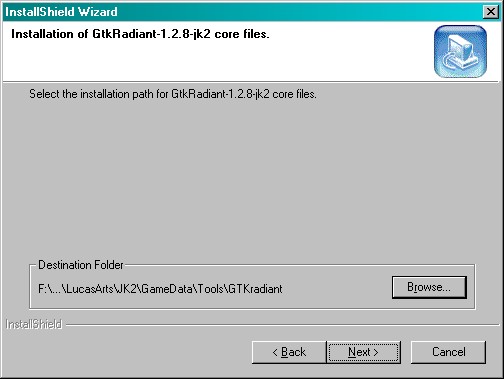 InstallShield Wizard
Installation of GtkRadiant-1.2.8-jk2 core files.
Select the installation path for GtkRadiant-1.2.8-jk2 core files.
Destination Folder
F:\...\LucasArts\JK2\GameData\Tools\GTKradiant
Browse...
InstallShield
< Back
Next >
Cancel